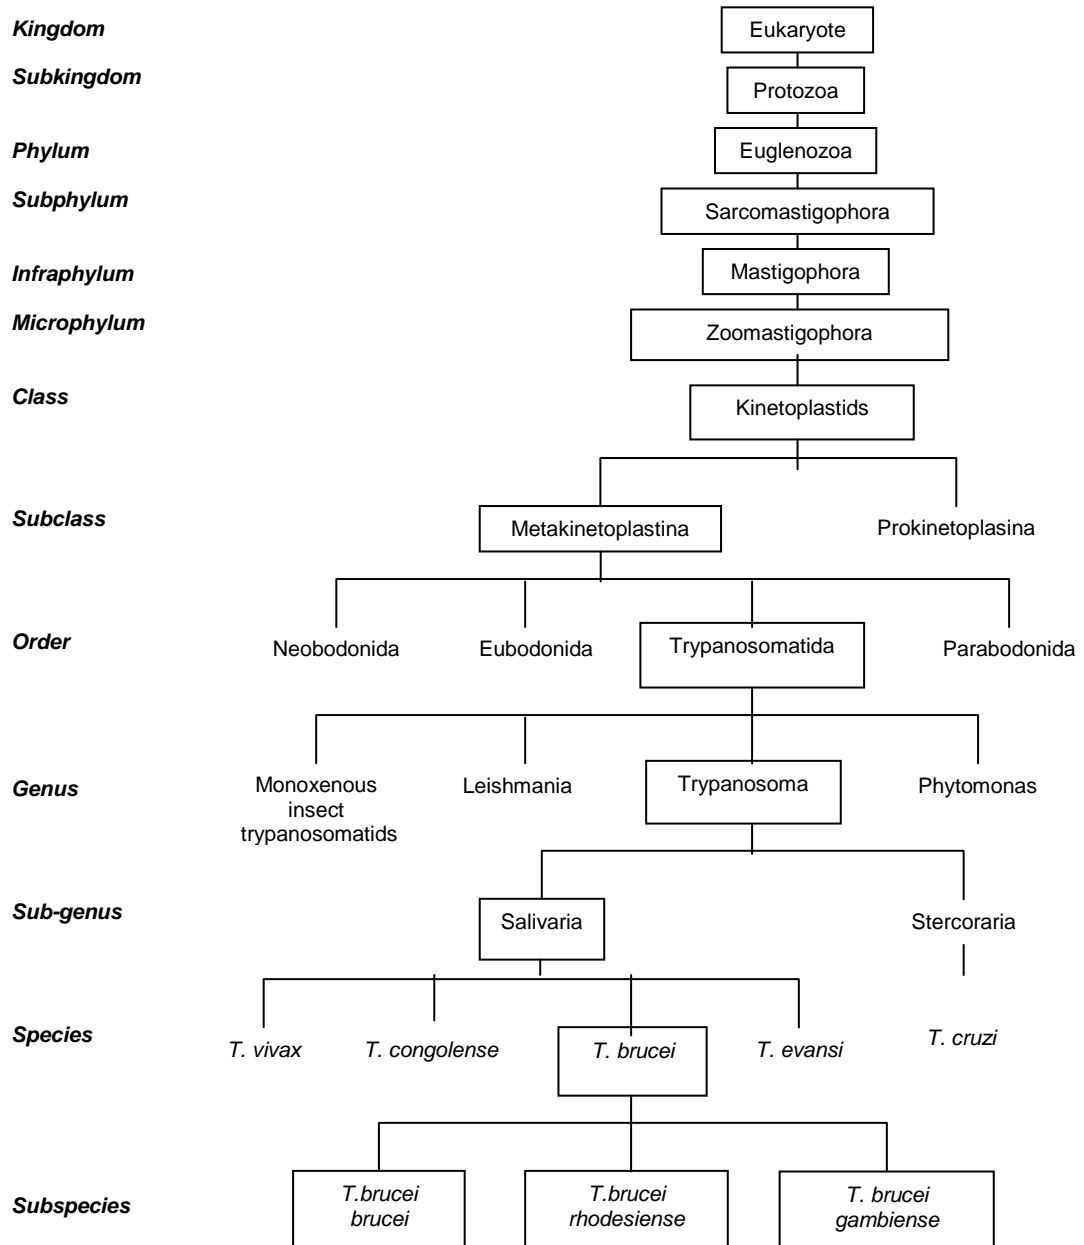 Kingdom
Eukaryote
Subkingdom
Protozoa
Phylum
Euglenozoa
Subphylum
Sarcomastigophora
Infraphylum
Mastigophora
Microphylum
Zoomastigophora
Class
Kinetoplastids
Subclass
Metakinetoplastina
Prokinetoplasina
Order
Neobodonida
Eubodonida
Trypanosomatida
Parabodonida
Genus
Monoxenous
insect
trypanosomatids
Leishmania
Trypanosoma
Phytomonas
Sub-genus
Salivaria
Stercoraria
Species
T. vivax
T. congolense
T. brucei
T. evansi
T. cruzi
Subspecies
T.brucei
brucei
T.brucei
rhodesiense
T. brucei
gambiense